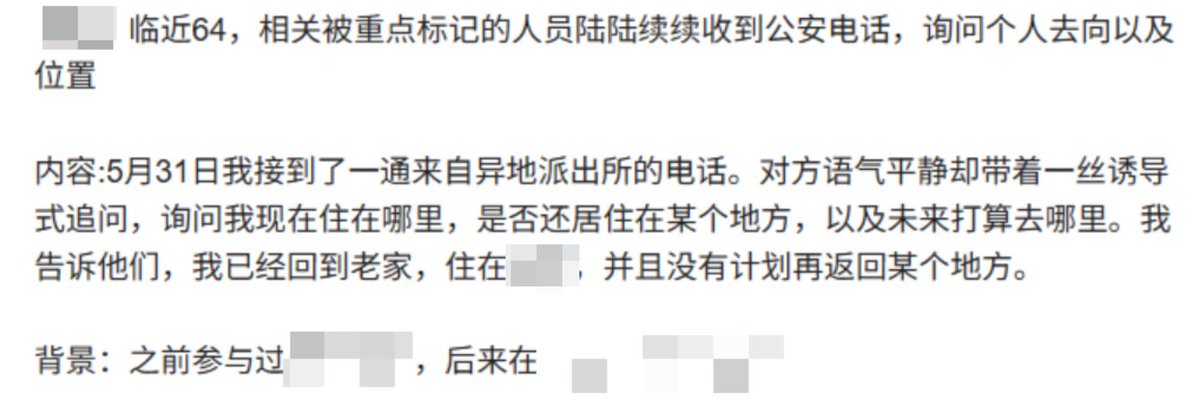 临近64，相关被重点标记的人员陆陆续续收到公安电话，询问个人去向以及
位置
内容:5月31日我接到了一通来自异地派出所的电话。对方语气平静却带着一丝诱导
式追问，询问我现在住在哪里，是否还居住在某个地方，以及未来打算去哪里。我
告诉他们，我已经回到老家，住在，并且没有计划再返回某个地方。
背景：之前参与过，后来在